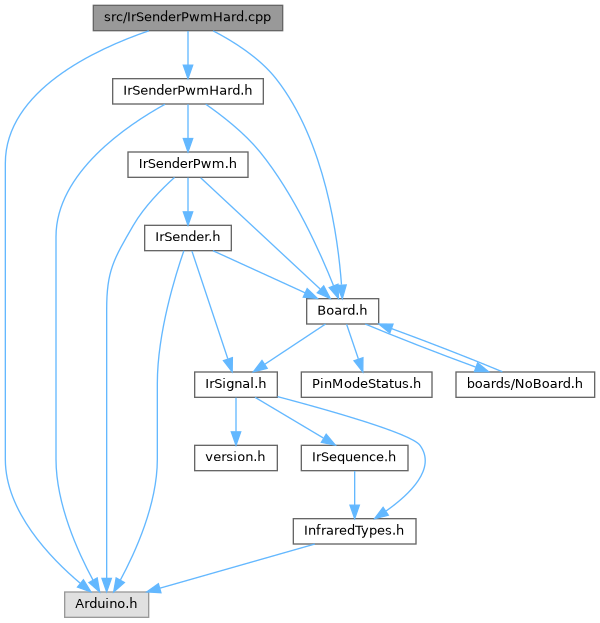 src/IrSenderPwmHard.cpp
IrSenderPwmHard.h
IrSenderPwm.h
IrSender.h
Board.h
IrSignal.h
PinModeStatus.h
boards/NoBoard.h
version.h
IrSequence.h
InfraredTypes.h
Arduino.h